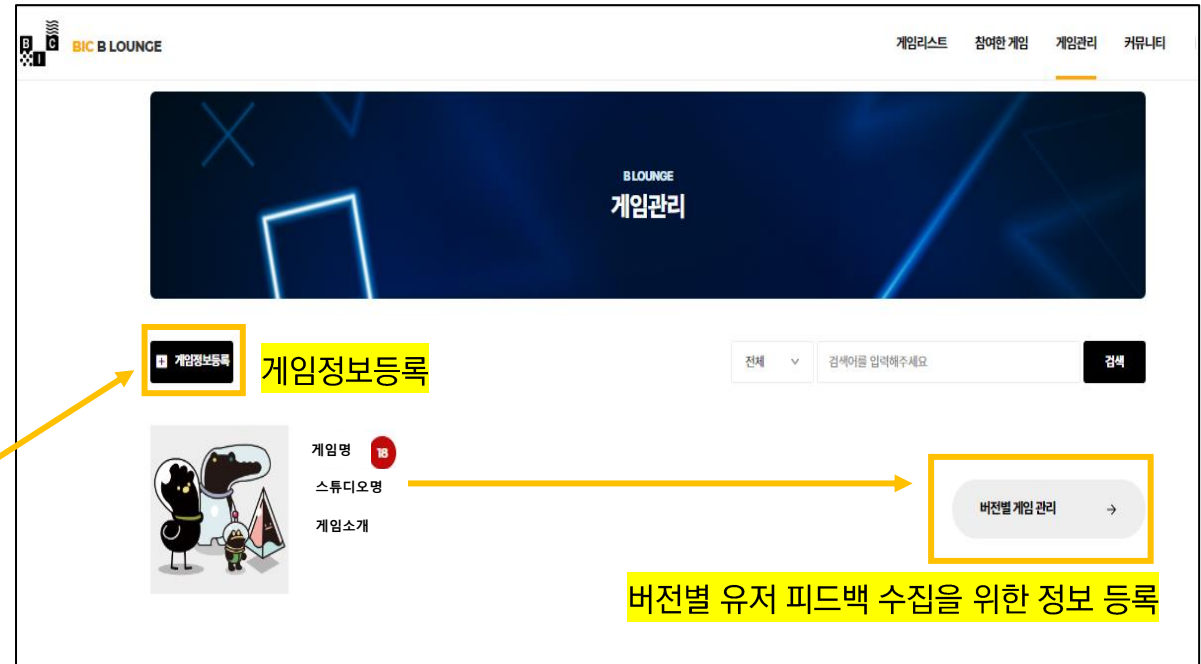 B C I BIC B LOUNGE 게임리스트 참여한 게임 게임관리 커뮤니티
B LOUNGE
게임관리
게임정보등록 게임정보등록 전체 검색어를 입력해주세요 검색
게임명 18
스튜디오명
게임소개
버전별 게임 관리 →
버전별 유저 피드백 수집을 위한 정보 등록